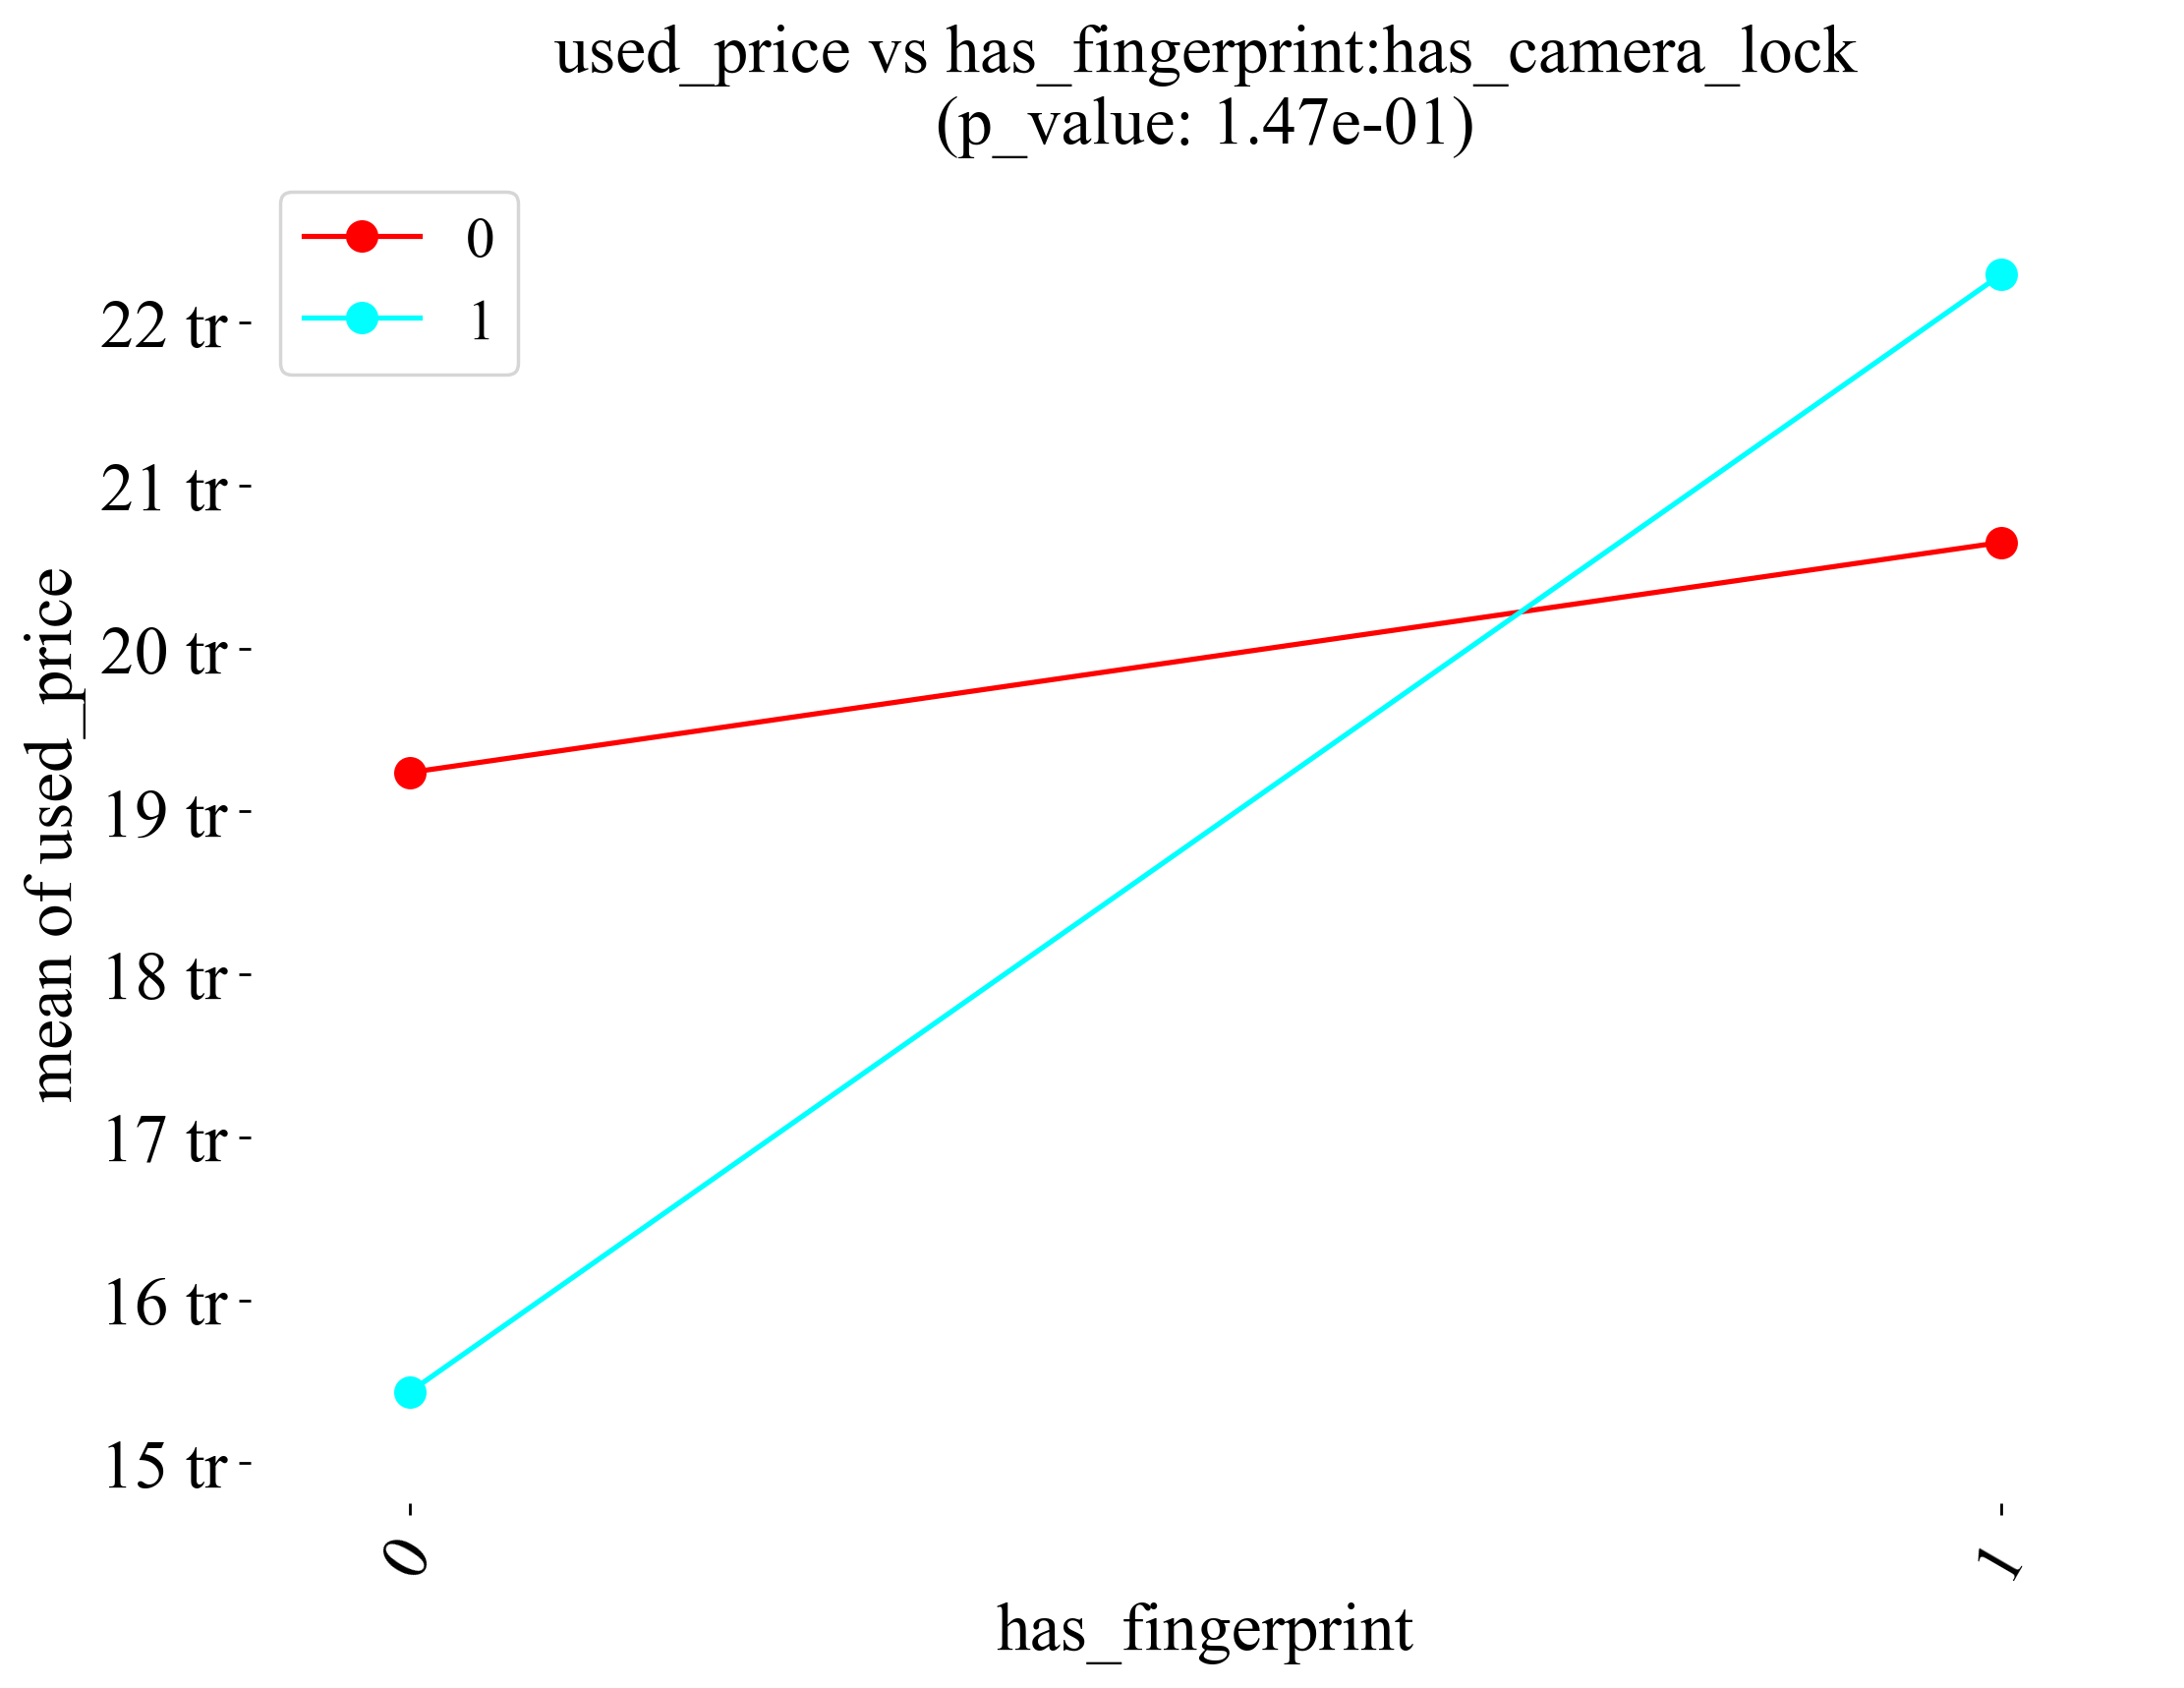 used_price vs has_fingerprint:has_camera_lock
(p_value: 1.47e-01)
0
1
22 tr
21 tr
20 tr
19 tr
18 tr
17 tr
16 tr
15 tr
mean of used_price
0
1
has_fingerprint